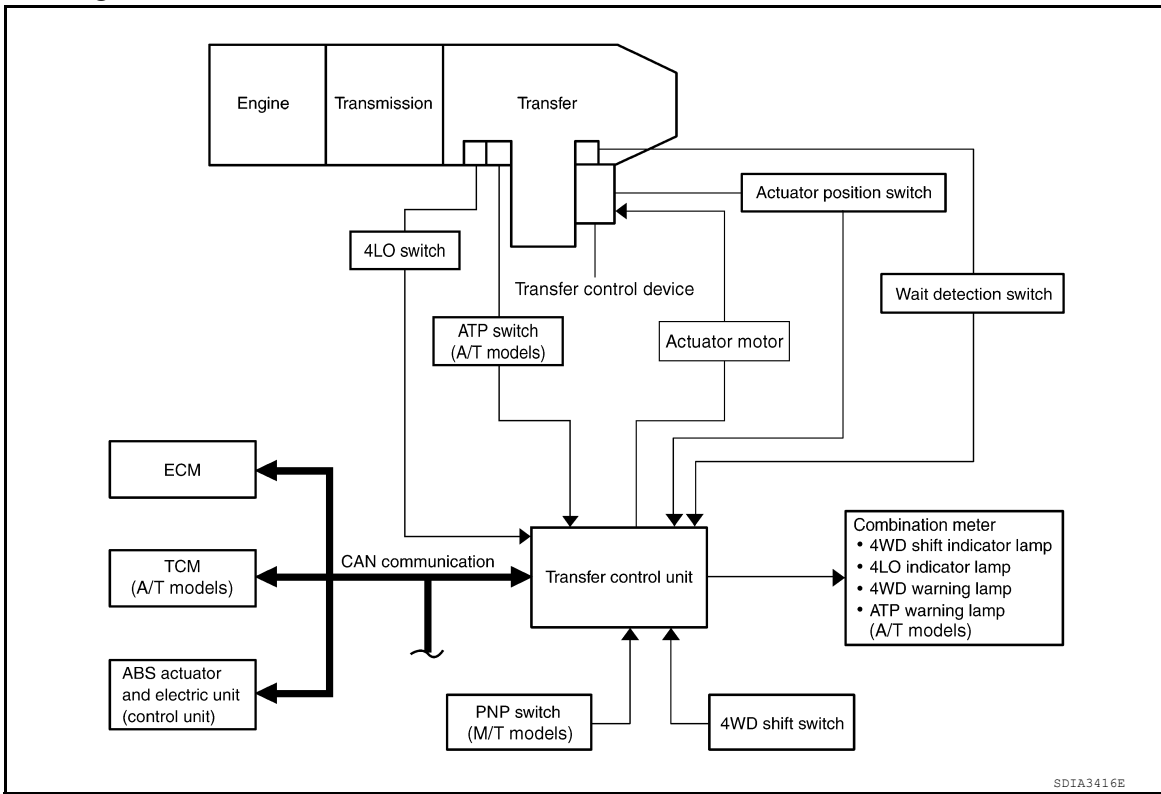 Engine
Transmission
Transfer
Actuator position switch
4LO switch
Wait detection switch
Transfer control device
ATP switch
(A/T models)
Actuator motor
ECM
Combination meter
• 4WD shift indicator lamp
• 4LO indicator lamp
• 4WD warning lamp
• ATP warning lamp
(A/T models)
CAN communication
TCM
(A/T models)
Transfer control unit
ABS actuator
and electric unit
(control unit)
PNP switch
(M/T models)
4WD shift switch
SDIA3416E